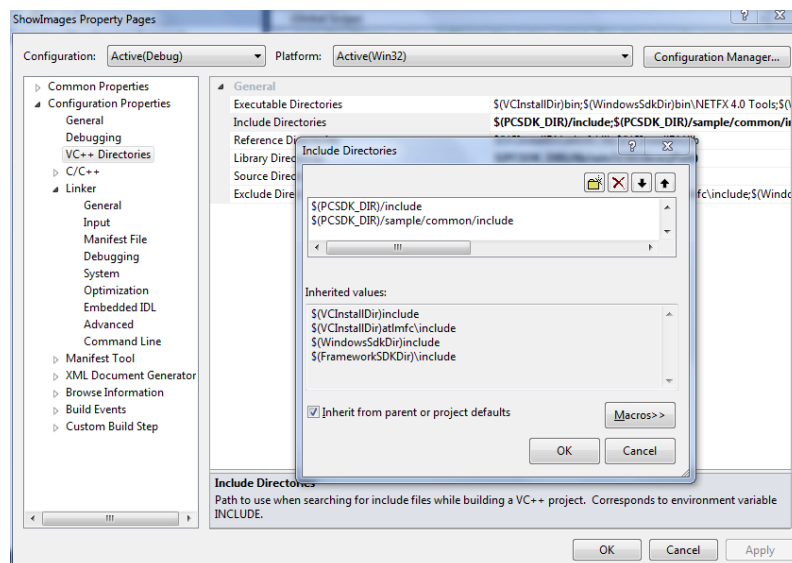 ShowImages Property Pages
Configuration: Active(Debug) Platform: Active(Win32) Configuration Manager...
Common Properties
Configuration Properties
General
Debugging
VC++ Directories
C/C++
Linker
General
Input
Manifest File
Debugging
System
Optimization
Embedded IDL
Advanced
Command Line
Manifest Tool
XML Document Generator
Browse Information
Build Events
Custom Build Step
General
Executable Directories $(VCInstallDir)bin;$(WindowsSdkDir)bin\NETFX 4.0 Tools;$(\
Include Directories $(PCSDK_DIR)/include;$(PCSDK_DIR)/sample/common/in
Reference Di
Library Direc
Source Direc
Exclude Dire fc\include;$(Windo
Include Directories
$(PCSDK_DIR)/include
$(PCSDK_DIR)/sample/common/include
Inherited values:
$(VCInstallDir)include
$(VCInstallDir)atlmfc\include
$(WindowsSdkDir)include
$(FrameworkSDKDir)\include
Inherit from parent or project defaults
Macros>>
OK Cancel
Include Directories
Path to use when searching for include files while building a VC++ project. Corresponds to environment variable
INCLUDE.
OK Cancel Apply